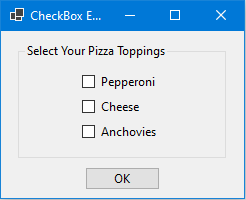 CheckBox E...
Select Your Pizza Toppings
Pepperoni
Cheese
Anchovies
OK